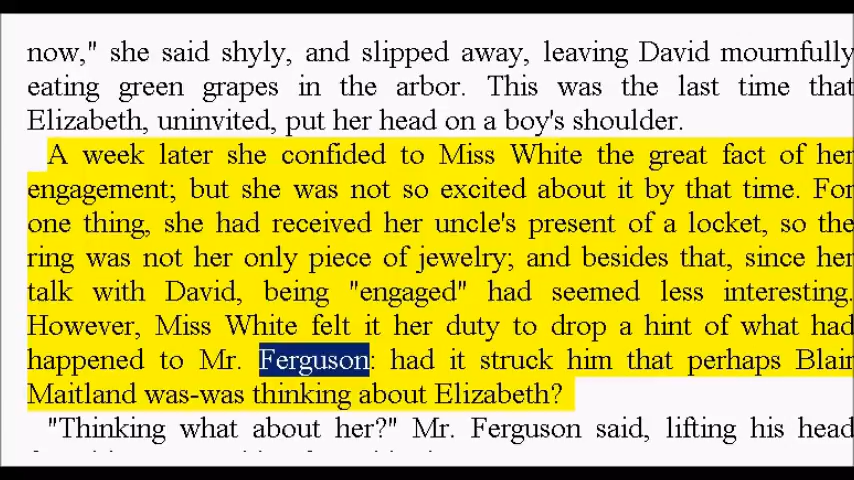 now," she said shyly, and slipped away, leaving David mournfully
eating green grapes in the arbor. This was the last time that
Elizabeth, uninvited, put her head on a boy's shoulder.
A week later she confided to Miss White the great fact of her
engagement; but she was not so excited about it by that time. For
one thing, she had received her uncle's present of a locket, so the
ring was not her only piece of jewelry; and besides that, since her
talk with David, being "engaged" had seemed less interesting.
However, Miss White felt it her duty to drop a hint of what had
happened to Mr. Ferguson: had it struck him that perhaps Blair
Maitland was-was thinking about Elizabeth?
"Thinking what about her?" Mr. Ferguson said, lifting his head